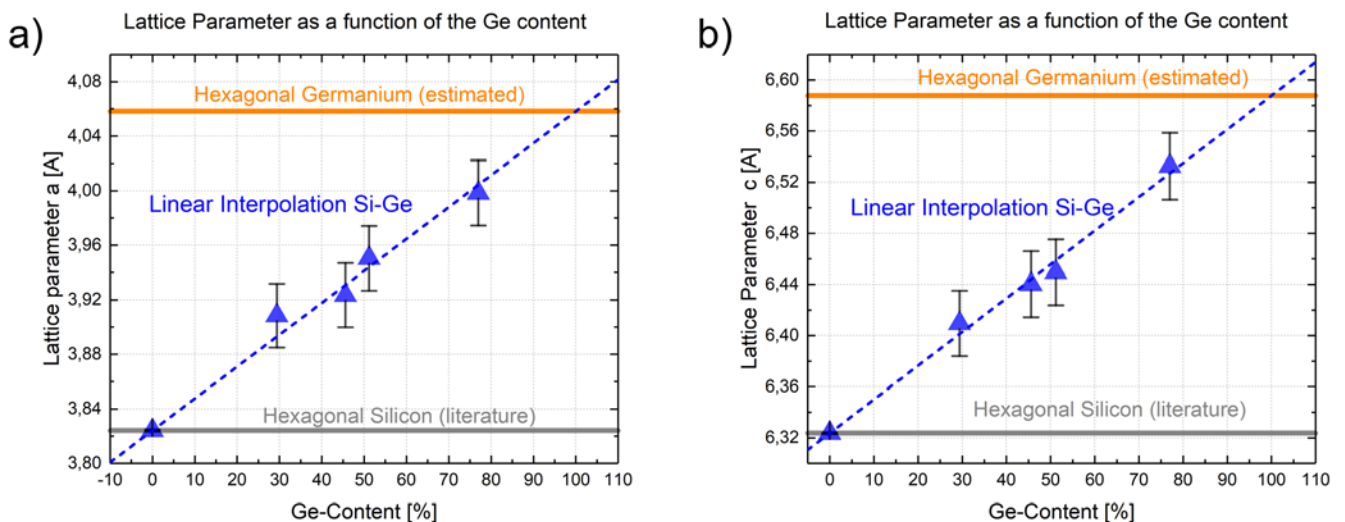 a)
Lattice Parameter as a function of the Ge content
Lattice parameter a [A]
4,08
4,04
4,00
3,96
3,92
3,88
3,84
3,80
Hexagonal Germanium (estimated)
Linear Interpolation Si-Ge
Hexagonal Silicon (literature)
-10 0 10 20 30 40 50 60 70 80 90 100 110
Ge-Content [%]
b)
Lattice Parameter as a function of the Ge content
Lattice Parameter c [A]
6,60
6,56
6,52
6,48
6,44
6,40
6,36
6,32
Hexagonal Germanium (estimated)
Linear Interpolation Si-Ge
Hexagonal Silicon (literature)
0 10 20 30 40 50 60 70 80 90 100 110
Ge-Content [%]